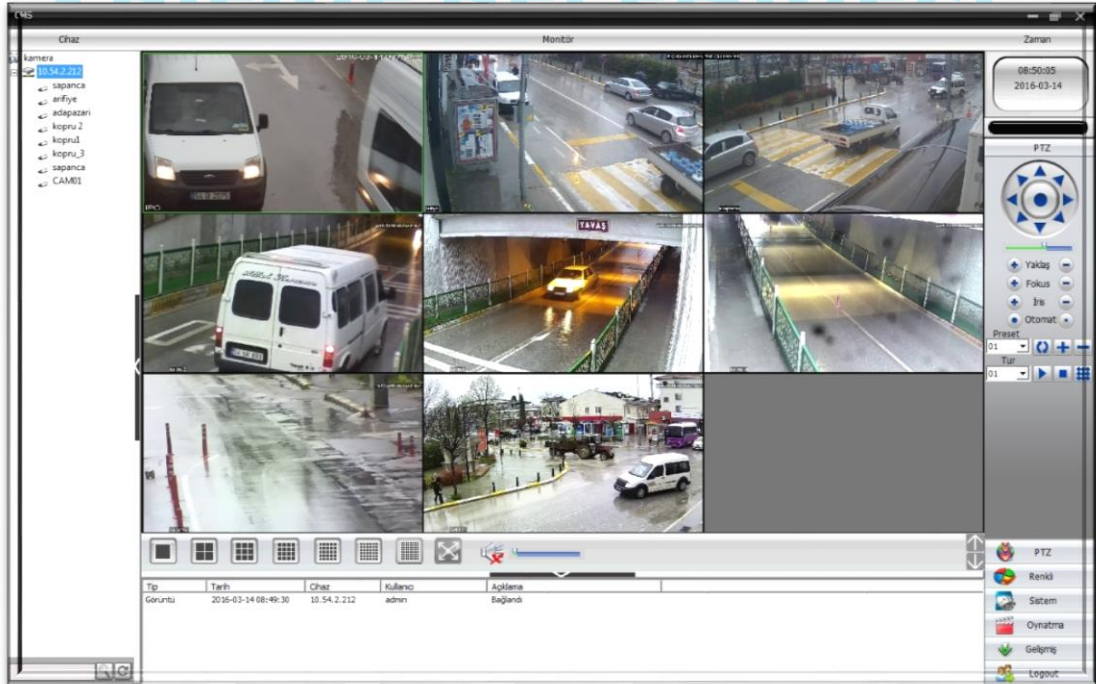 CMS
Cihaz
Monitör
Zaman
kamera
10.54.2.212
sapanca
arifiye
adapazari
kopru 2
kopru1
kopru_3
sapanca
CAM01
YAVAŞ
08:50:05
2016-03-14
PTZ
Yaklaş
Fokus
İris
Otomat
Preset
01
Tur
01
PTZ
Renkli
Sistem
Oynatma
Gelişmiş
Logout
Tip Tarih Cihaz Kullanıcı Açıklama
Görüntü 2016-03-14 08:49:30 10.54.2.212 admin Bağlandı